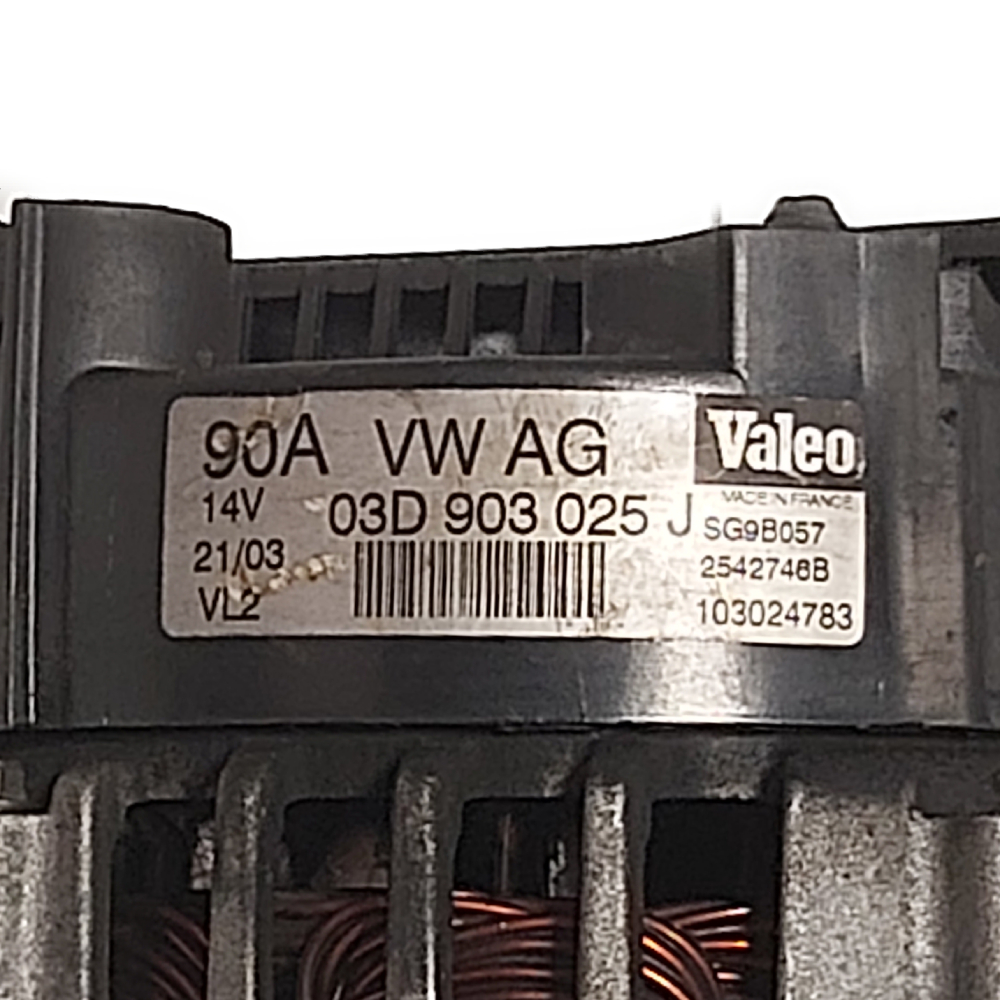 90A VW AG
14V 03D 903 025 J
21/03
VL2
Valeo
MADE IN FRANCE
SG9B057
2542746B
103024783